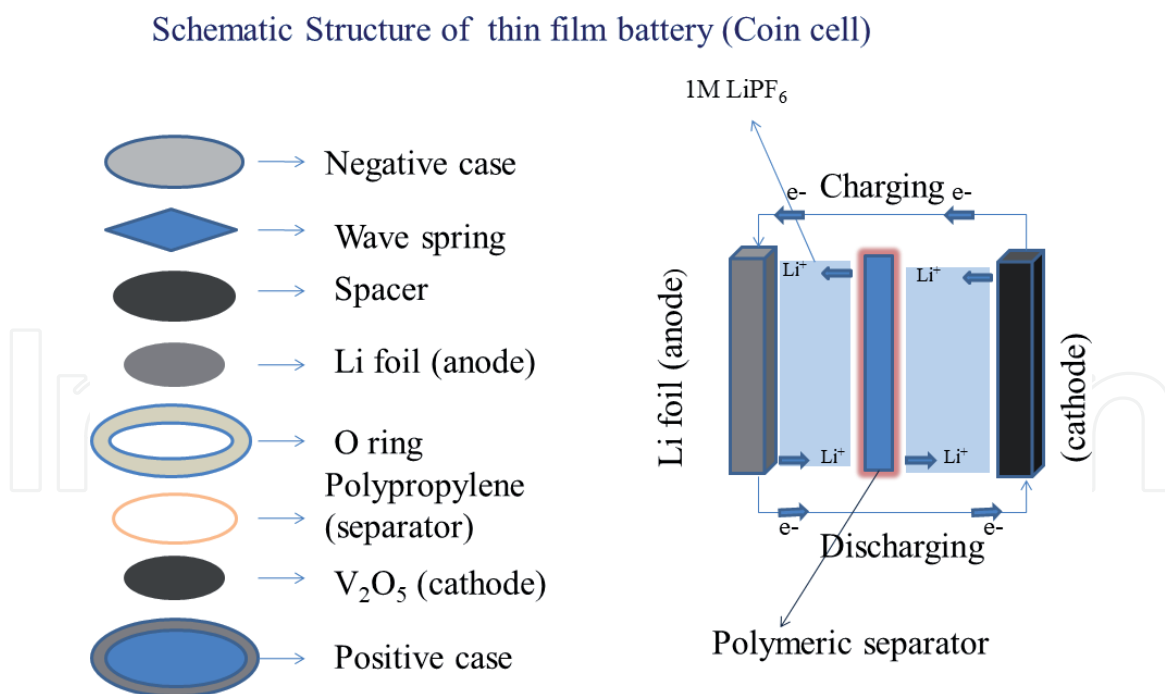 Schematic Structure of thin film battery (Coin cell)
Negative case
Wave spring
Spacer
Li foil (anode)
O ring
Polypropylene
(separator)
V₂O₅ (cathode)
Positive case
1M LiPF₆
e-
Charging
e-
Li⁺
Li⁺
Li foil (anode)
(cathode)
Li⁺
Li⁺
e-
Discharging
e-
Polymeric separator